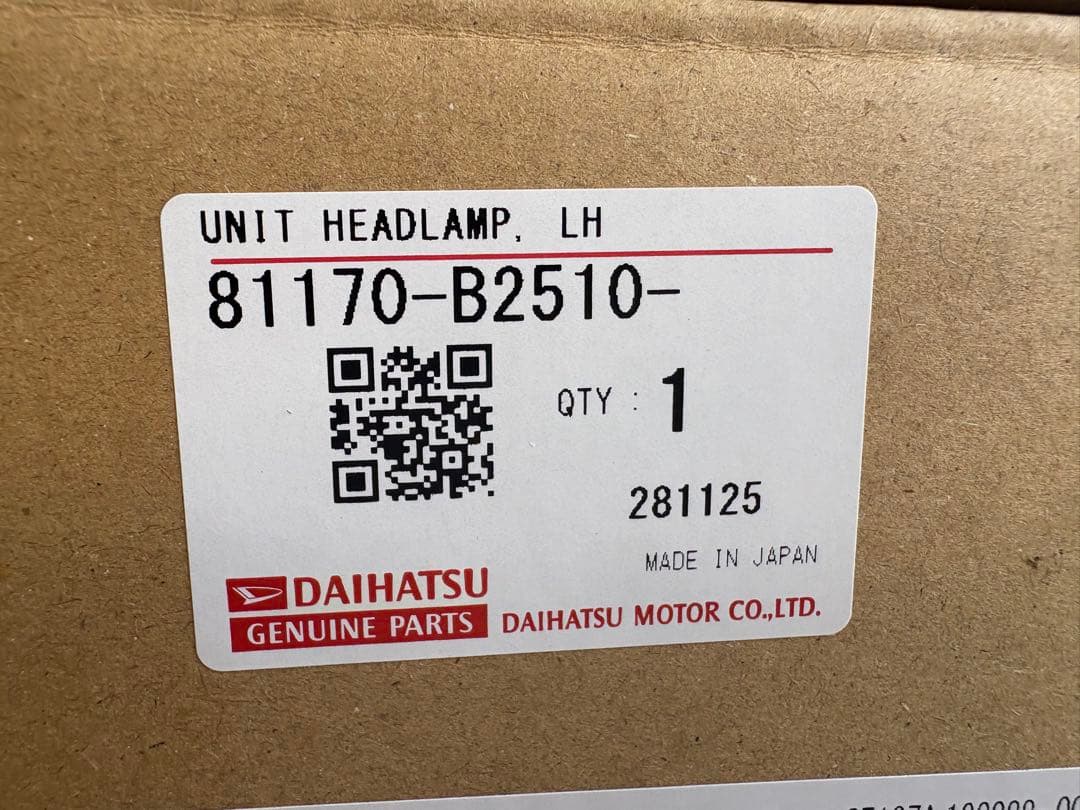 UNIT HEADLAMP, LH
81170-B2510-
QTY : 1
281125
MADE IN JAPAN
DAIHATSU
GENUINE PARTS
DAIHATSU MOTOR CO.,LTD.